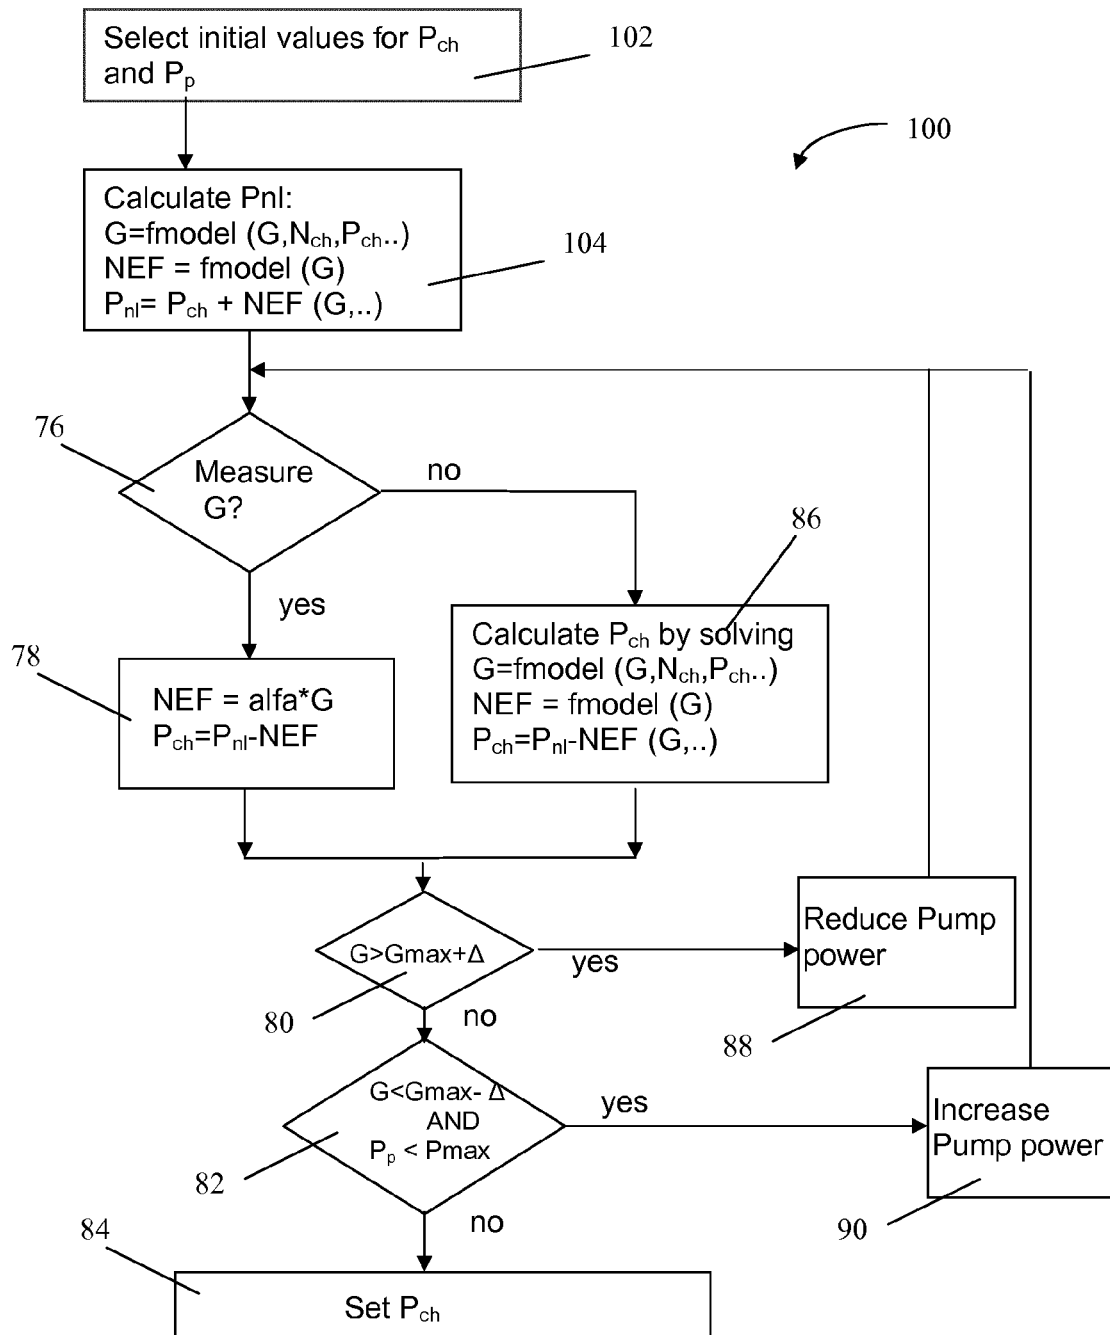 Select initial values for Pch
and Pp
102
100
Calculate Pnl:
G=fmodel (G,Nch,Pch..)
NEF = fmodel (G)
Pnl= Pch + NEF (G,..)
104
76
Measure
G?
no
yes
86
Calculate Pch by solving
G=fmodel (G,Nch,Pch..)
NEF = fmodel (G)
Pch=Pnl-NEF (G,..)
78
NEF = alfa*G
Pch=Pnl-NEF
G>Gmax+Δ
yes
80
no
Reduce Pump
power
88
G<Gmax- Δ
AND
Pp < Pmax
yes
82
no
Increase
Pump power
90
84
Set Pch